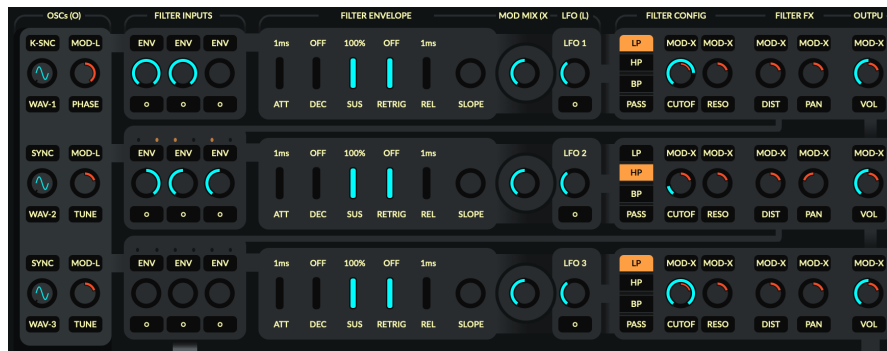 OSCs (O) FILTER INPUTS FILTER ENVELOPE MOD MIX (X LFO (L) FILTER CONFIG FILTER FX OUTPU
K-SNC MOD-L ENV ENV ENV 1ms OFF 100% OFF 1ms LFO 1 LP MOD-X MOD-X MOD-X MOD-X MOD-X
HP
BP
WAV-1 PHASE o o o ATT DEC SUS RETRIG REL SLOPE o PASS CUTOF RESO DIST PAN VOL
SYNC MOD-L ENV ENV ENV 1ms OFF 100% OFF 1ms LFO 2 LP MOD-X MOD-X MOD-X MOD-X MOD-X
HP
BP
WAV-2 TUNE o o o ATT DEC SUS RETRIG REL SLOPE o PASS CUTOF RESO DIST PAN VOL
SYNC MOD-L ENV ENV ENV 1ms OFF 100% OFF 1ms LFO 3 LP MOD-X MOD-X MOD-X MOD-X MOD-X
HP
BP
WAV-3 TUNE o o o ATT DEC SUS RETRIG REL SLOPE o PASS CUTOF RESO DIST PAN VOL